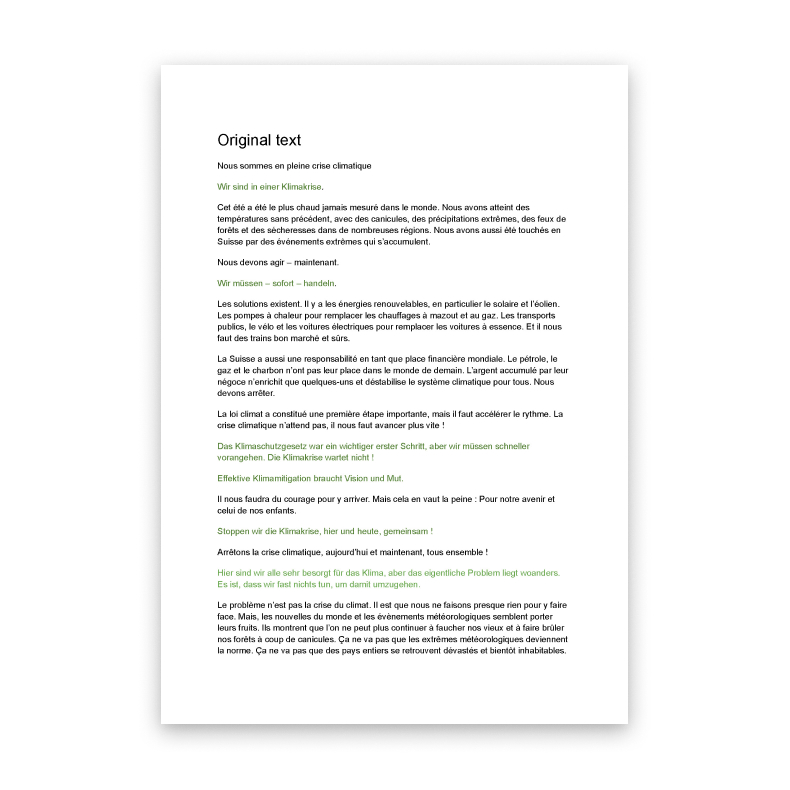 Original text
Nous sommes en pleine crise climatique
Wir sind in einer Klimakrise.
Cet été a été le plus chaud jamais mesuré dans le monde. Nous avons atteint des
températures sans précédent, avec des canicules, des précipitations extrêmes, des feux de
forêts et des sécheresses dans de nombreuses régions. Nous avons aussi été touchés en
Suisse par des évènements extrêmes qui s'accumulent.
Nous devons agir – maintenant.
Wir müssen – sofort – handeln.
Les solutions existent. Il y a les énergies renouvelables, en particulier le solaire et l'éolien.
Les pompes à chaleur pour remplacer les chauffages à mazout et au gaz. Les transports
publics, le vélo et les voitures électriques pour remplacer les voitures à essence. Et il nous
faut des trains bon marché et sûrs.
La Suisse a aussi une responsabilité en tant que place financière mondiale. Le pétrole, le
gaz et le charbon n'ont pas leur place dans le monde de demain. L'argent accumulé par leur
négoce n'enrichit que quelques-uns et déstabilise le système climatique pour tous. Nous
devons arrêter.
La loi climat a constitué une première étape importante, mais il faut accélérer le rythme. La
crise climatique n'attend pas, il nous faut avancer plus vite !
Das Klimaschutzgesetz war ein wichtiger erster Schritt, aber wir müssen schneller
vorangehen. Die Klimakrise wartet nicht !
Effektive Klimamitigation braucht Vision und Mut.
Il nous faudra du courage pour y arriver. Mais cela en vaut la peine : Pour notre avenir et
celui de nos enfants.
Stoppen wir die Klimakrise, hier und heute, gemeinsam !
Arrêtons la crise climatique, aujourd'hui et maintenant, tous ensemble !
Hier sind wir alle sehr besorgt für das Klima, aber das eigentliche Problem liegt woanders.
Es ist, dass wir fast nichts tun, um damit umzugehen.
Le problème n'est pas la crise du climat. Il est que nous ne faisons presque rien pour y faire
face. Mais, les nouvelles du monde et les évènements météorologiques semblent porter
leurs fruits. Ils montrent que l'on ne peut plus continuer à faucher nos vieux et à faire brûler
nos forêts à coup de canicules. Ça ne va pas que les extrêmes météorologiques deviennent
la norme. Ça ne va pas que des pays entiers se retrouvent dévastés et bientôt inhabitables.